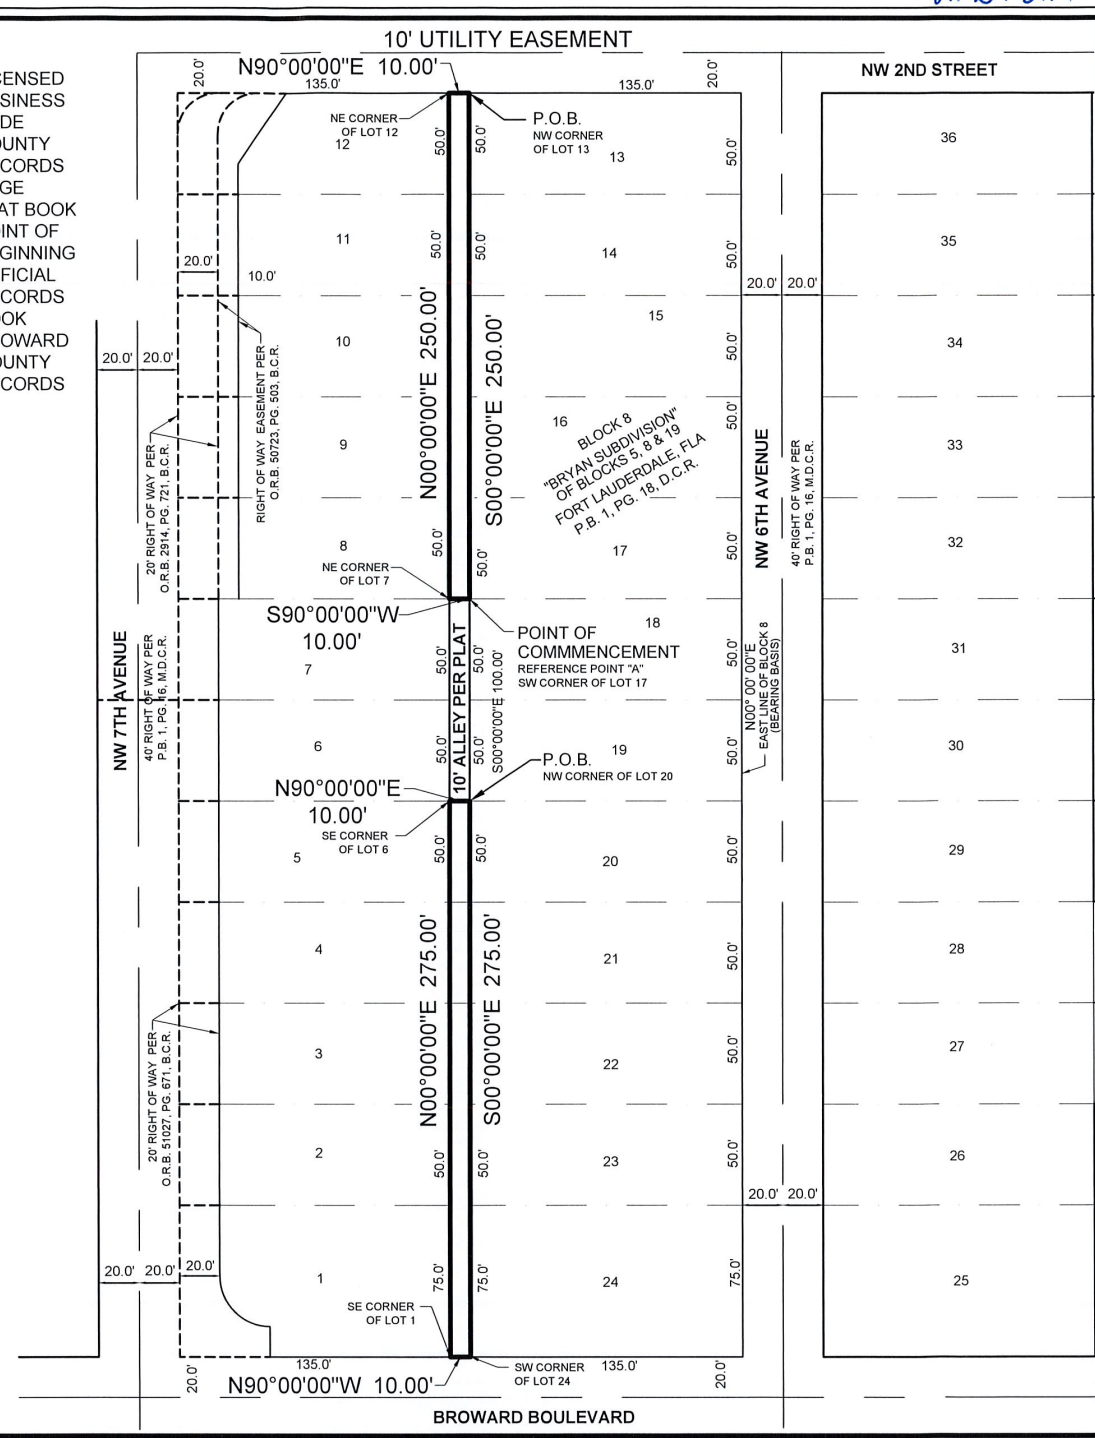 10' UTILITY EASEMENT
NW 2ND STREET
20.0'
N90°00'00"E 10.00'
135.0'
135.0'
20.0'
CENSED
SINESS
DE
OUNTY
CORDS
GE
AT BOOK
INT OF
GINNING
FICIAL
CORDS
OK
OWARD
OUNTY
CORDS
NE CORNER
OF LOT 12
12
50.0'
50.0'
P.O.B.
NW CORNER
OF LOT 13
13
50.0'
36
11
50.0'
50.0'
14
50.0'
35
20.0'
10.0'
20.0'
20.0'
15
10
50.0'
34
20.0'
20.0'
N00°00'00"E 250.00'
S00°00'00"E 250.00'
RIGHT OF WAY EASEMENT PER
O.R.B. 50723, PG. 503, B.C.R.
20' RIGHT OF WAY PER
O.R.B. 2914, PG. 721, B.C.R.
16
9
BLOCK 8
"BRYAN SUBDIVISION"
OF BLOCKS 5, 8 & 19
FORT LAUDERDALE, FLA
P.B. 1, PG. 18, D.C.R.
50.0'
33
NW 6TH AVENUE
40' RIGHT OF WAY PER
P.B. 1, PG. 16, M.D.C.R.
8
50.0'
50.0'
17
50.0'
32
NE CORNER
OF LOT 7
S90°00'00"W
10.00'
POINT OF
COMMMENCEMENT
REFERENCE POINT "A"
SW CORNER OF LOT 17
18
7
50.0'
50.0'
50.0'
31
NW 7TH AVENUE
40' RIGHT OF WAY PER
P.B. 1, PG. 16, M.D.C.R.
10' ALLEY PER PLAT
S00°00'00"E 100.00'
N00° 00' 00"E
EAST LINE OF BLOCK 8
(BEARING BASIS)
6
50.0'
50.0'
19
50.0'
30
P.O.B.
NW CORNER OF LOT 20
N90°00'00"E
10.00'
SE CORNER
OF LOT 6
5
50.0'
50.0'
20
50.0'
29
4
21
50.0'
28
N00°00'00"E 275.00'
S00°00'00"E 275.00'
20' RIGHT OF WAY PER
O.R.B. 51027, PG. 671, B.C.R.
3
22
50.0'
27
2
50.0'
50.0'
23
50.0'
26
20.0'
20.0'
20.0'
20.0'
20.0'
1
75.0'
75.0'
24
75.0'
25
SE CORNER
OF LOT 1
135.0'
SW CORNER
OF LOT 24
135.0'
20.0'
20.0'
N90°00'00"W 10.00'
BROWARD BOULEVARD